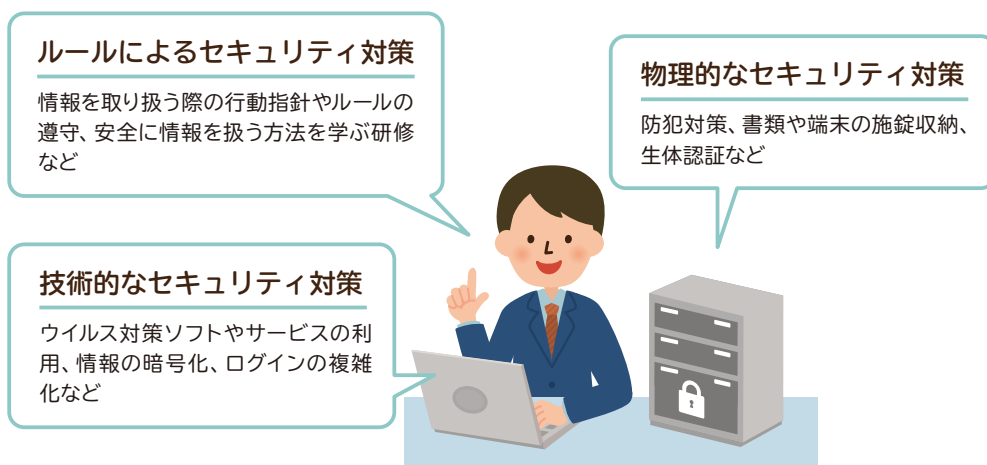 ルールによるセキュリティ対策
情報を取り扱う際の行動指針やルールの
遵守、安全に情報を扱う方法を学ぶ研修
など
物理的なセキュリティ対策
防犯対策、書類や端末の施錠収納、
生体認証など
技術的なセキュリティ対策
ウイルス対策ソフトやサービスの利
用、情報の暗号化、ログインの複雑
化など